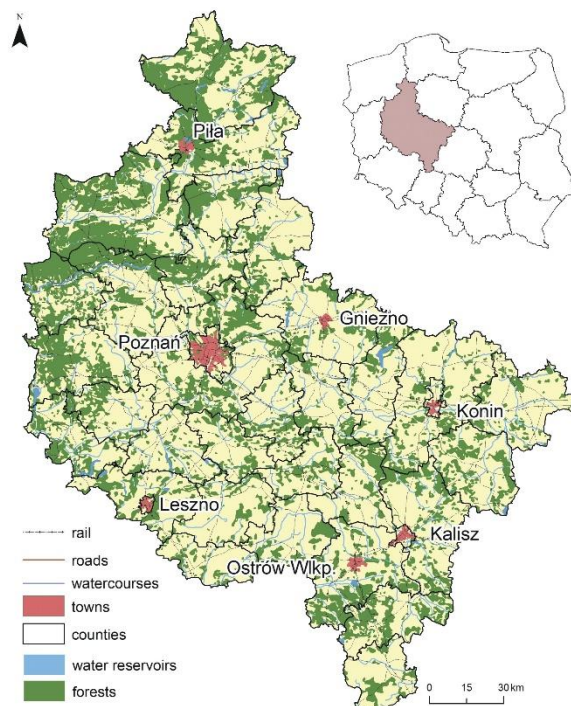 N
Piła
Gniezno
Poznań
Konin
Leszno
Kalisz
Ostrów Wlkp.
rail
roads
watercourses
towns
counties
water reservoirs
forests
0 15 30 km